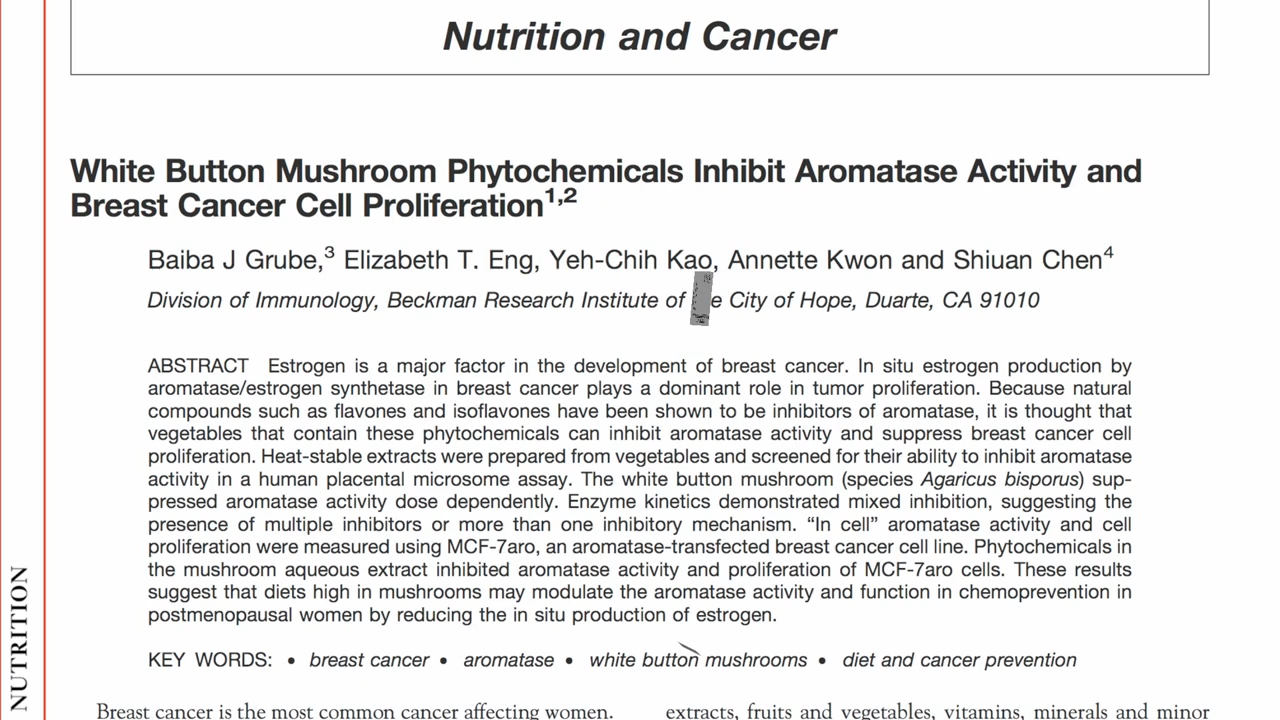 Nutrition and Cancer
White Button Mushroom Phytochemicals Inhibit Aromatase Activity and
Breast Cancer Cell Proliferation1,2
Baiba J Grube,3 Elizabeth T. Eng, Yeh-Chih Kao, Annette Kwon and Shiuan Chen4
Division of Immunology, Beckman Research Institute of City of Hope, Duarte, CA 91010
ABSTRACT Estrogen is a major factor in the development of breast cancer. In situ estrogen production by
aromatase/estrogen synthetase in breast cancer plays a dominant role in tumor proliferation. Because natural
compounds such as flavones and isoflavones have been shown to be inhibitors of aromatase, it is thought that
vegetables that contain these phytochemicals can inhibit aromatase activity and suppress breast cancer cell
proliferation. Heat-stable extracts were prepared from vegetables and screened for their ability to inhibit aromatase
activity in a human placental microsome assay. The white button mushroom (species Agaricus bisporus) sup-
pressed aromatase activity dose dependently. Enzyme kinetics demonstrated mixed inhibition, suggesting the
presence of multiple inhibitors or more than one inhibitory mechanism. “In cell” aromatase activity and cell
proliferation were measured using MCF-7aro, an aromatase-transfected breast cancer cell line. Phytochemicals in
the mushroom aqueous extract inhibited aromatase activity and proliferation of MCF-7aro cells. These results
suggest that diets high in mushrooms may modulate the aromatase activity and function in chemoprevention in
postmenopausal women by reducing the in situ production of estrogen.
KEY WORDS: • breast cancer • aromatase • white button mushrooms • diet and cancer prevention
Breast cancer is the most common cancer affecting women.
extracts, fruits and vegetables, vitamins, minerals and minor
NUTRITION